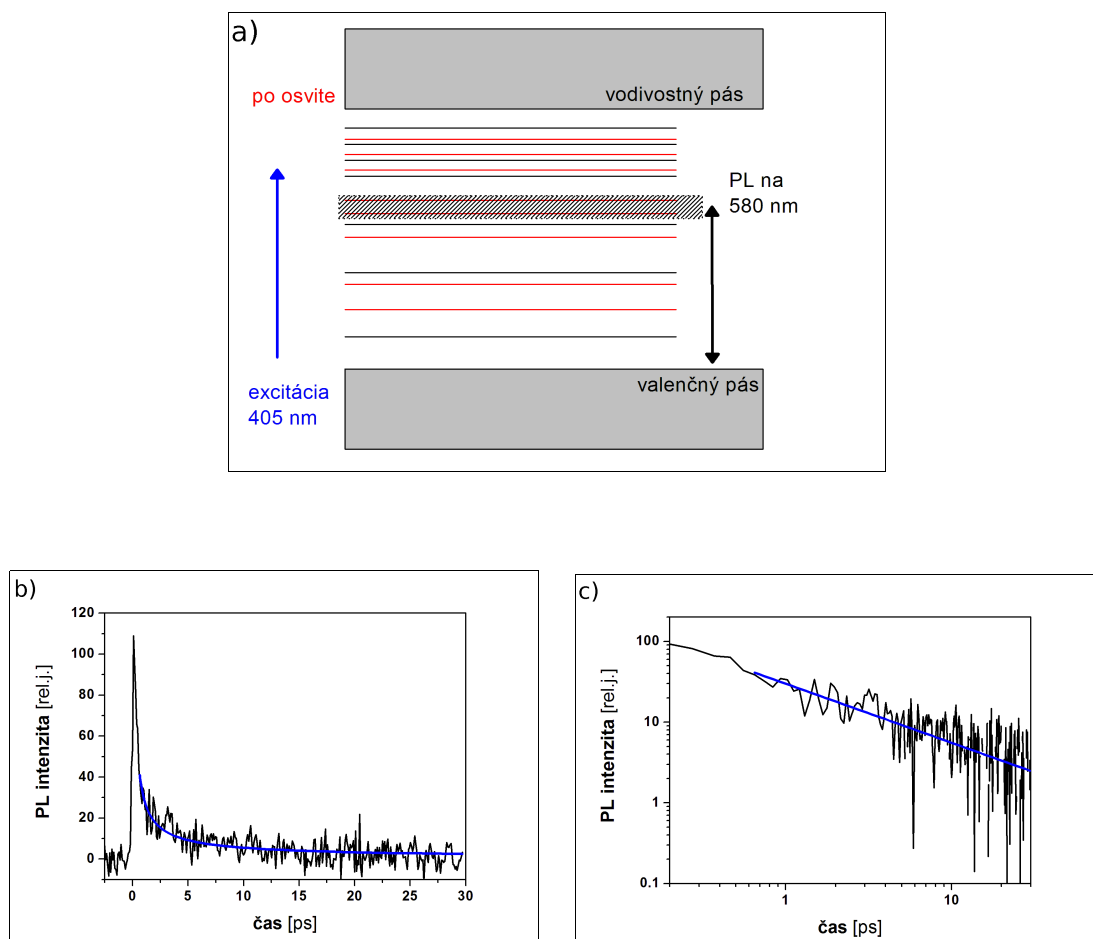 a)
vodivostný pás
po osvite
PL na
580 nm
valenčný pás
excitácia
405 nm
b)
120
100
80
60
40
20
0
PL intenzita [rel.j.]
0 5 10 15 20 25 30
čas [ps]
c)
100
10
1
0.1
PL intenzita [rel.j.]
1 10
čas [ps]